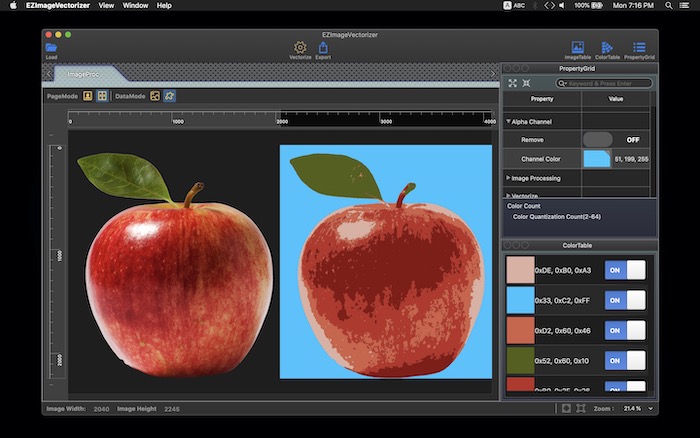 EZImageVectorizer View Window Help
ABC 100% Mon 7:16 PM
EZImageVectorizer
Load Vectorize Export ImageTable ColorTable PropertyGrid
ImageProc
PageMode DataMode
0 1000 2000 3000 4000
0
1000
2000
PropertyGrid
Keyword & Press Enter
Property Value
Alpha Channel
Remove OFF
Channel Color 51, 199, 255
Image Processing
Vectorize
Color Count
Color Quantization Count(2-64)
ColorTable
0xDE, 0xB0, 0xA3 ON
0x33, 0xC2, 0xFF ON
0xD2, 0x60, 0x46 ON
0x52, 0x60, 0x10 ON
ON
Image Width: 2040 Image Height 2245
Zoom : 21.4 %